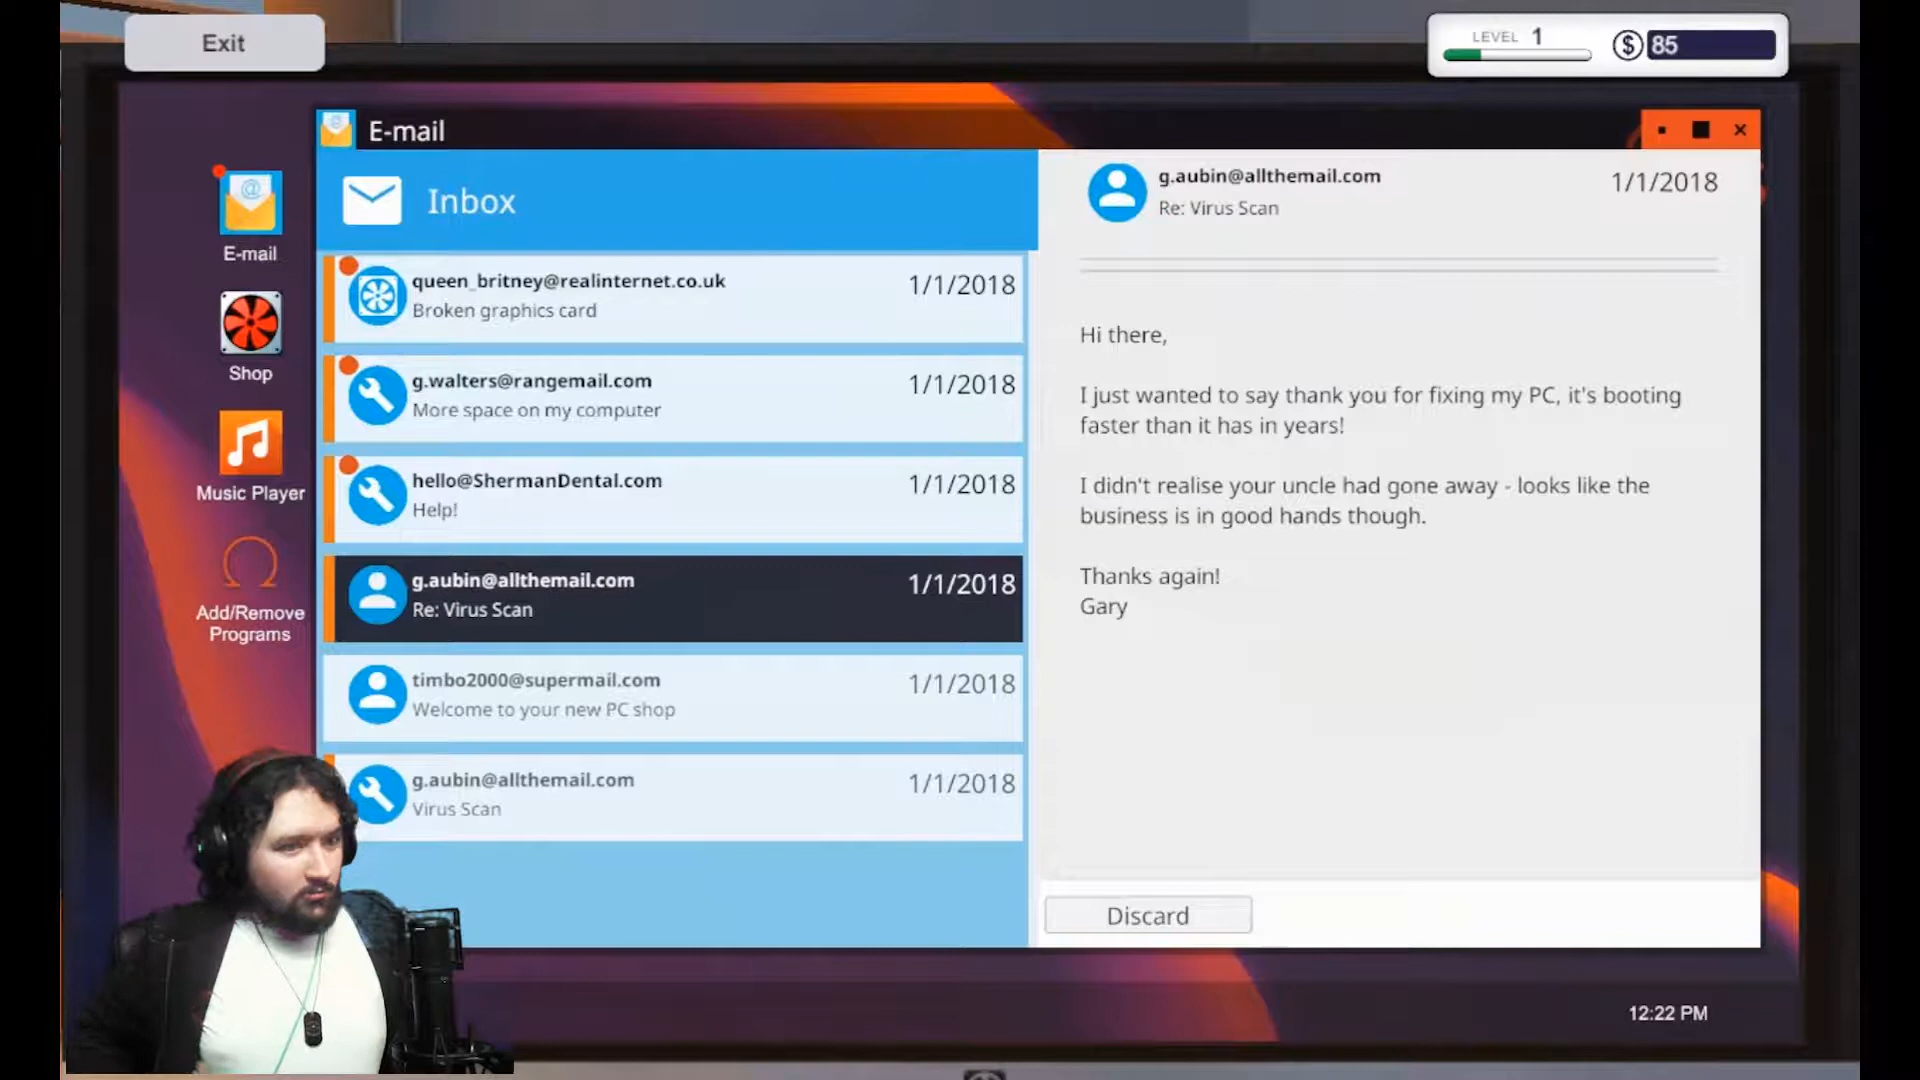 Exit
LEVEL 1
$ 85
E-mail
Inbox
E-mail
Shop
Music Player
Add/Remove
Programs
queen_britney@realinternet.co.uk
1/1/2018
Broken graphics card
g.walters@rangemail.com
1/1/2018
More space on my computer
hello@ShermanDental.com
1/1/2018
Help!
g.aubin@allthemail.com
1/1/2018
Re: Virus Scan
timbo2000@supermail.com
1/1/2018
Welcome to your new PC shop
g.aubin@allthemail.com
1/1/2018
Virus Scan
g.aubin@allthemail.com
1/1/2018
Re: Virus Scan
Hi there,
I just wanted to say thank you for fixing my PC, it's booting
faster than it has in years!
I didn't realise your uncle had gone away - looks like the
business is in good hands though.
Thanks again!
Gary
Discard
12:22 PM